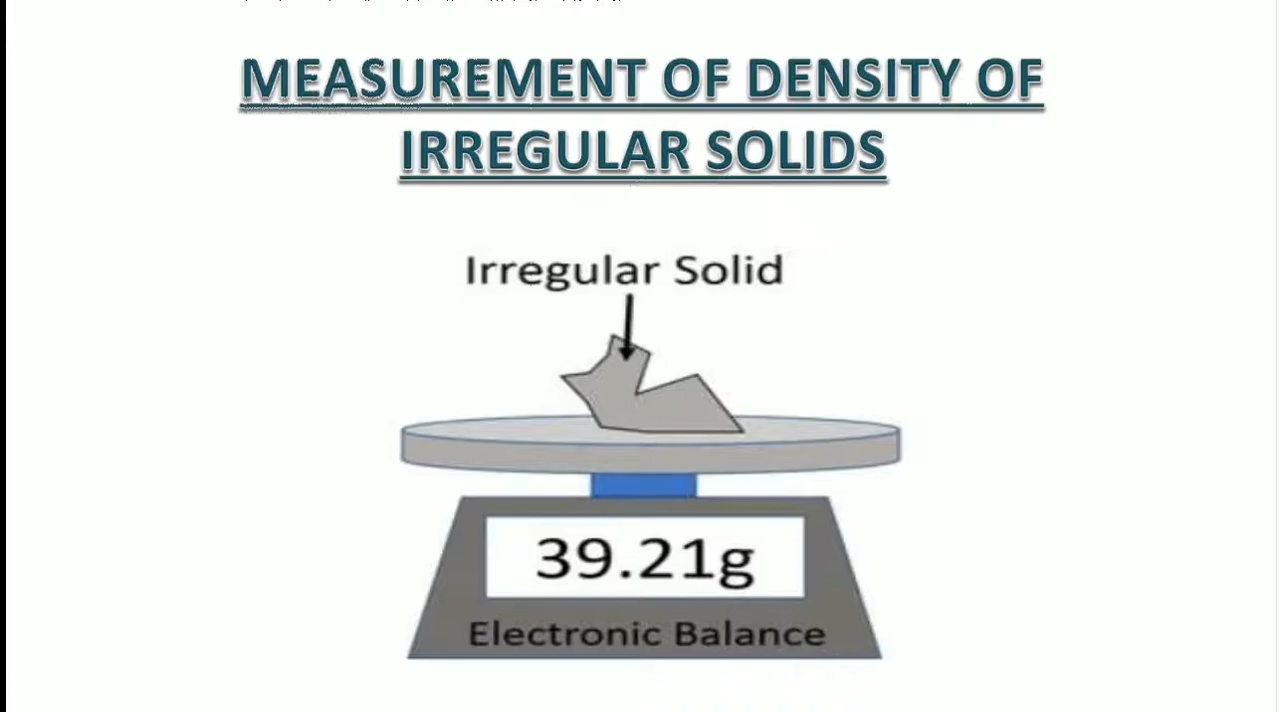 MEASUREMENT OF DENSITY OF
IRREGULAR SOLIDS
Irregular Solid
39.21g
Electronic Balance